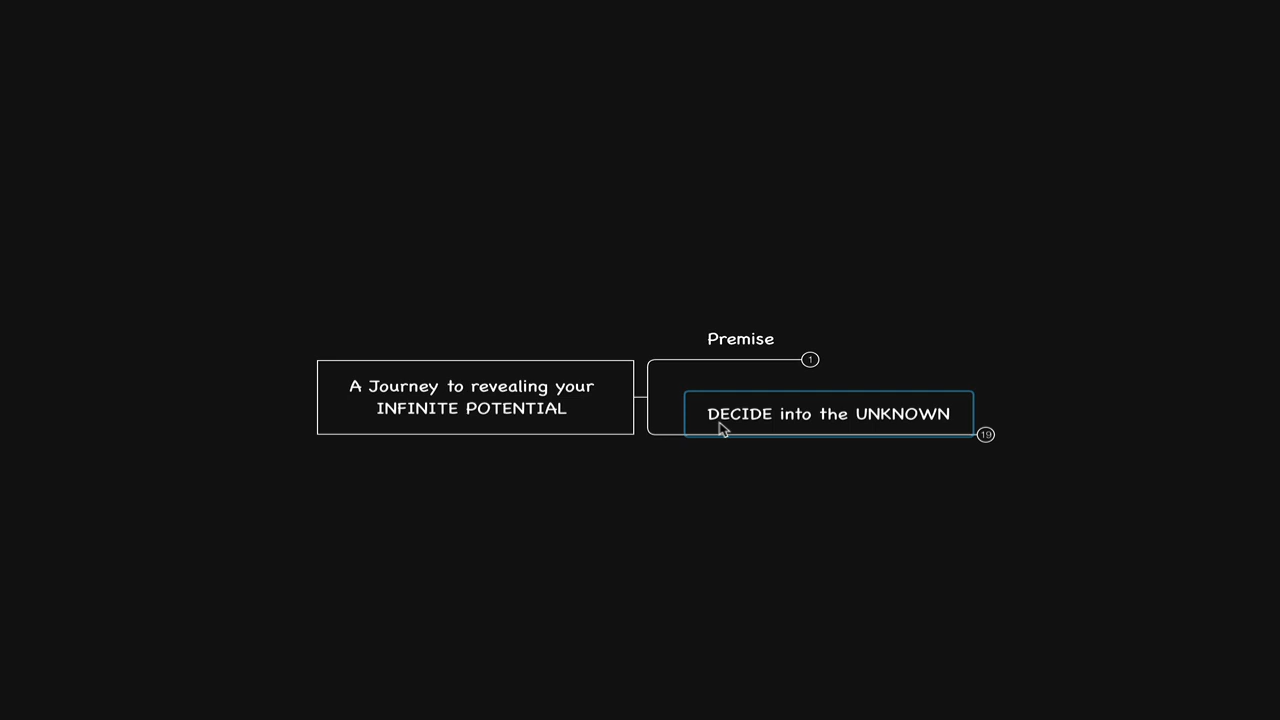 A Journey to revealing your
INFINITE POTENTIAL
Premise
1
DECIDE into the UNKNOWN
19